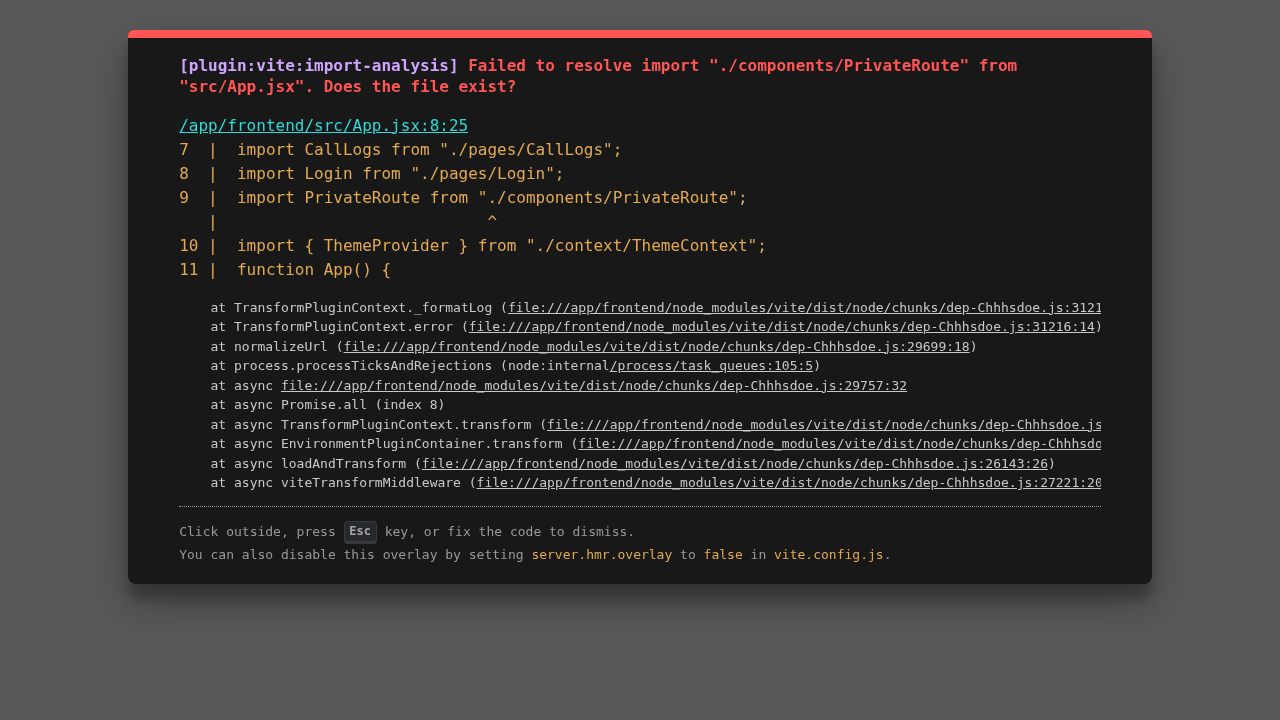 [plugin:vite:import-analysis] Failed to resolve import "./components/PrivateRoute" from
"src/App.jsx". Does the file exist?
/app/frontend/src/App.jsx:8:25
7  |  import CallLogs from "./pages/CallLogs";
8  |  import Login from "./pages/Login";
9  |  import PrivateRoute from "./components/PrivateRoute";
   |                            ^
10 |  import { ThemeProvider } from "./context/ThemeContext";
11 |  function App() {
    at TransformPluginContext._formatLog (file:///app/frontend/node_modules/vite/dist/node/chunks/dep-Chhhsdoe.js:3121
    at TransformPluginContext.error (file:///app/frontend/node_modules/vite/dist/node/chunks/dep-Chhhsdoe.js:31216:14)
    at normalizeUrl (file:///app/frontend/node_modules/vite/dist/node/chunks/dep-Chhhsdoe.js:29699:18)
    at process.processTicksAndRejections (node:internal/process/task_queues:105:5)
    at async file:///app/frontend/node_modules/vite/dist/node/chunks/dep-Chhhsdoe.js:29757:32
    at async Promise.all (index 8)
    at async TransformPluginContext.transform (file:///app/frontend/node_modules/vite/dist/node/chunks/dep-Chhhsdoe.js
    at async EnvironmentPluginContainer.transform (file:///app/frontend/node_modules/vite/dist/node/chunks/dep-Chhhsdo
    at async loadAndTransform (file:///app/frontend/node_modules/vite/dist/node/chunks/dep-Chhhsdoe.js:26143:26)
    at async viteTransformMiddleware (file:///app/frontend/node_modules/vite/dist/node/chunks/dep-Chhhsdoe.js:27221:20
Click outside, press Esc key, or fix the code to dismiss.
You can also disable this overlay by setting server.hmr.overlay to false in vite.config.js.